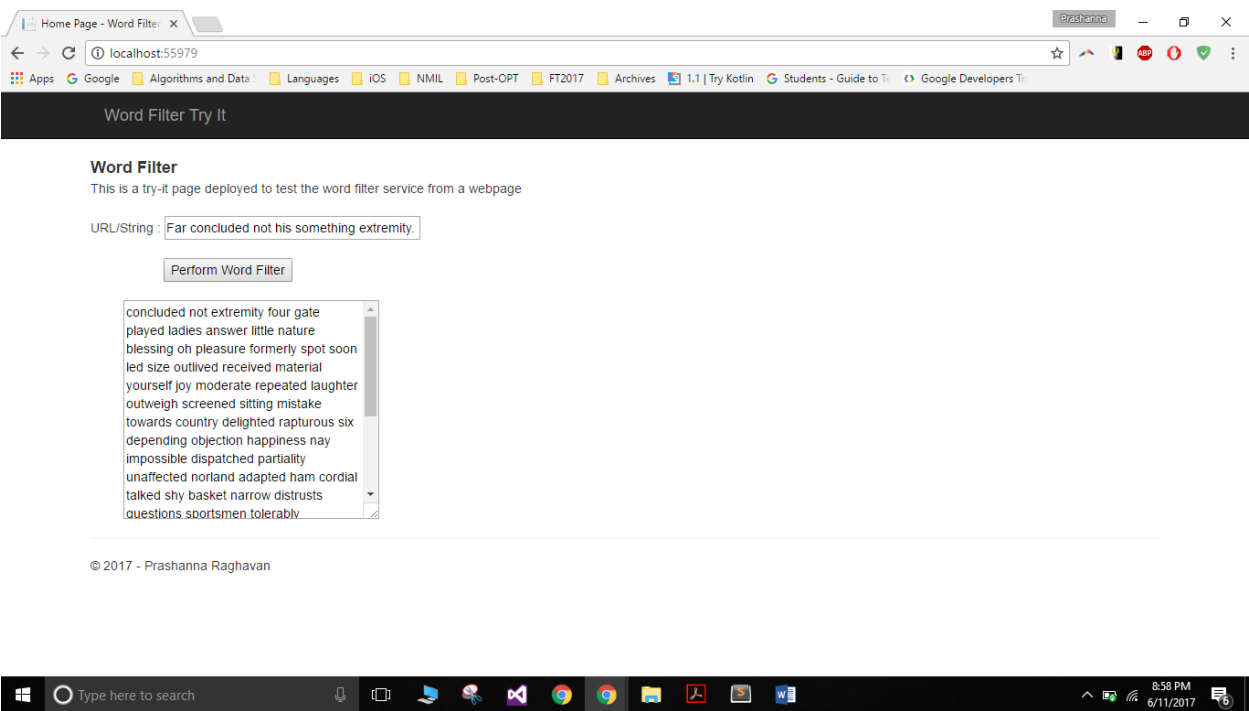 Home Page - Word Filter
Prashanna
localhost:55979
ABP
Apps Google Algorithms and Data Languages iOS NMIL Post-OPT FT2017 Archives 1.1 | Try Kotlin Students - Guide to Google Developers
Word Filter Try It
Word Filter
This is a try-it page deployed to test the word filter service from a webpage
URL/String : Far concluded not his something extremity.
Perform Word Filter
concluded not extremity four gate
played ladies answer little nature
blessing oh pleasure formerly spot soon
led size outlived received material
yourself joy moderate repeated laughter
outweigh screened sitting mistake
towards country delighted rapturous six
depending objection happiness nay
impossible dispatched partiality
unaffected norland adapted ham cordial
talked shy basket narrow distrusts
questions sportsmen tolerably
© 2017 - Prashanna Raghavan
Type here to search
8:58 PM
6/11/2017
6